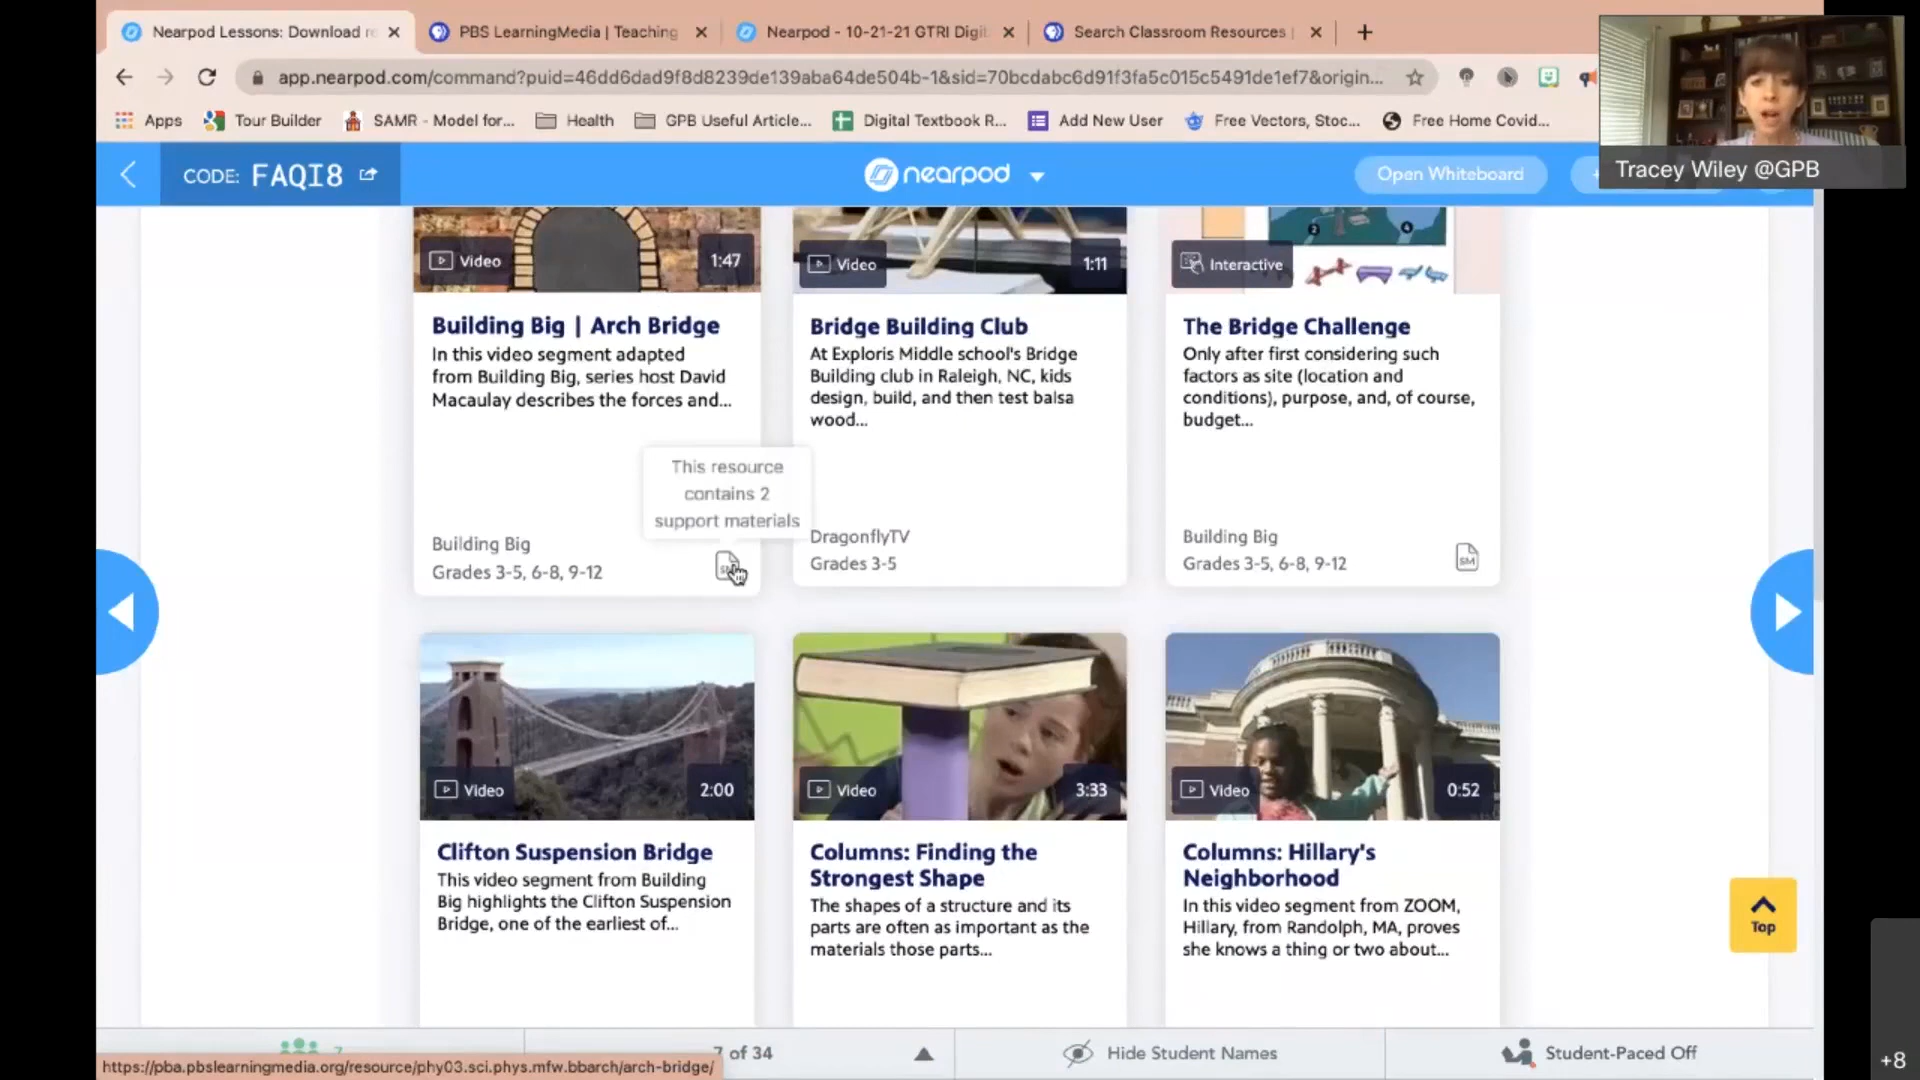 Nearpod Lessons: Download r
PBS LearningMedia | Teaching
Nearpod - 10-21-21 GTRI Digi
Search Classroom Resources |
app.nearpod.com/command?puid=46dd6dad9f8d8239de139aba64de504b-1&sid=70bcdabc6d91f3fa5c015c5491de1ef7&origin...
Apps
Tour Builder
SAMR - Model for...
Health
GPB Useful Article...
Digital Textbook R...
Add New User
Free Vectors, Stoc...
Free Home Covid...
Tracey Wiley @GPB
CODE: FAQI8
nearpod
Open Whiteboard
Video
1:47
Building Big | Arch Bridge
In this video segment adapted
from Building Big, series host David
Macaulay describes the forces and...
This resource
contains 2
support materials
Building Big
Grades 3-5, 6-8, 9-12
Video
1:11
Bridge Building Club
At Exploris Middle school's Bridge
Building club in Raleigh, NC, kids
design, build, and then test balsa
wood...
DragonflyTV
Grades 3-5
2
4
Interactive
The Bridge Challenge
Only after first considering such
factors as site (location and
conditions), purpose, and, of course,
budget...
Building Big
Grades 3-5, 6-8, 9-12
SM
Video
2:00
Clifton Suspension Bridge
This video segment from Building
Big highlights the Clifton Suspension
Bridge, one of the earliest of...
Video
3:33
Columns: Finding the
Strongest Shape
The shapes of a structure and its
parts are often as important as the
materials those parts...
Video
0:52
Columns: Hillary's
Neighborhood
In this video segment from ZOOM,
Hillary, from Randolph, MA, proves
she knows a thing or two about...
Top
7
7 of 34
Hide Student Names
Student-Paced Off
https://pba.pbslearningmedia.org/resource/phy03.sci.phys.mfw.bbarch/arch-bridge/
+8